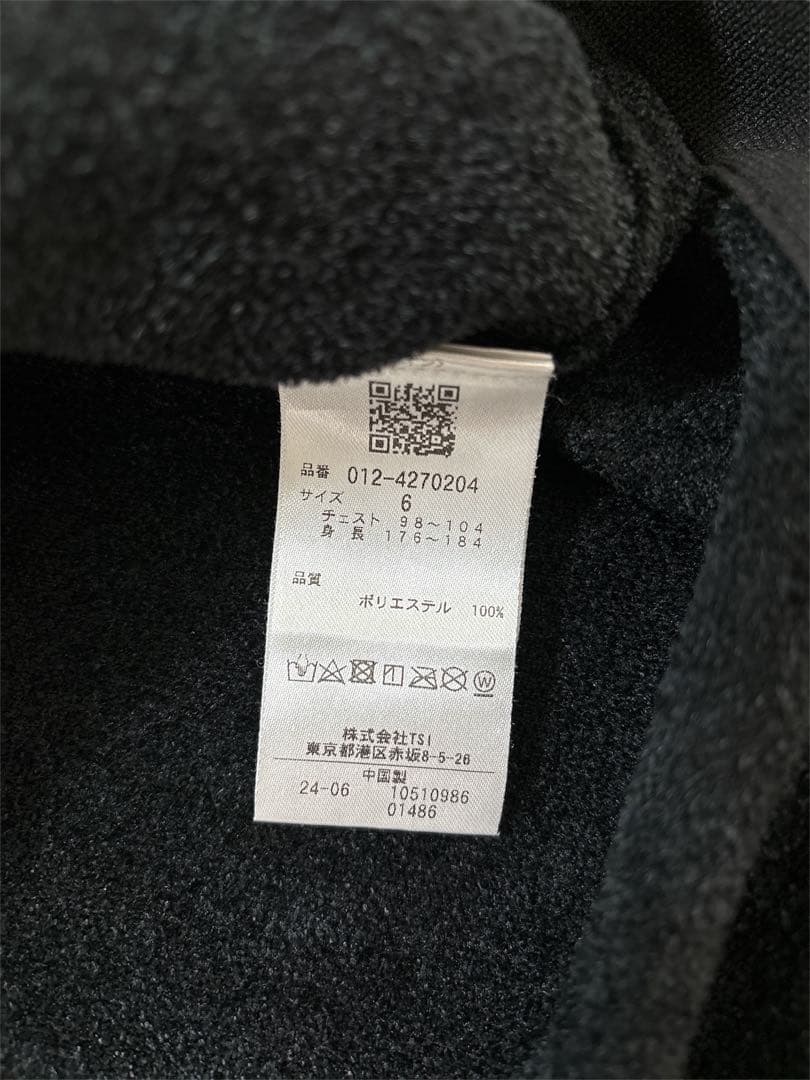 品番 012-4270204
サイズ 6
チェスト 98～104
身長 176～184
品質
ポリエステル 100%
W
株式会社TSI
東京都港区赤坂8-5-26
中国製
24-06 10510986
01486